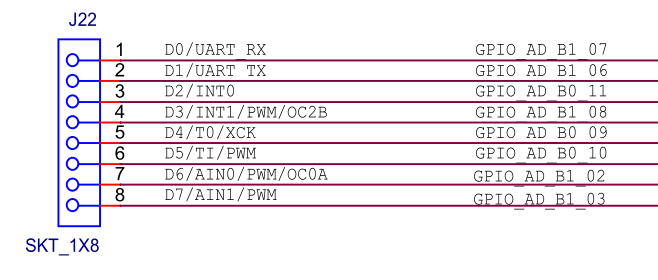 J22
1 D0/UART_RX GPIO_AD_B1_07
2 D1/UART_TX GPIO_AD_B1_06
3 D2/INT0 GPIO_AD_B0_11
4 D3/INT1/PWM/OC2B GPIO_AD_B1_08
5 D4/T0/XCK GPIO_AD_B0_09
6 D5/TI/PWM GPIO_AD_B0_10
7 D6/AIN0/PWM/OC0A GPIO_AD_B1_02
8 D7/AIN1/PWM GPIO_AD_B1_03
SKT_1X8